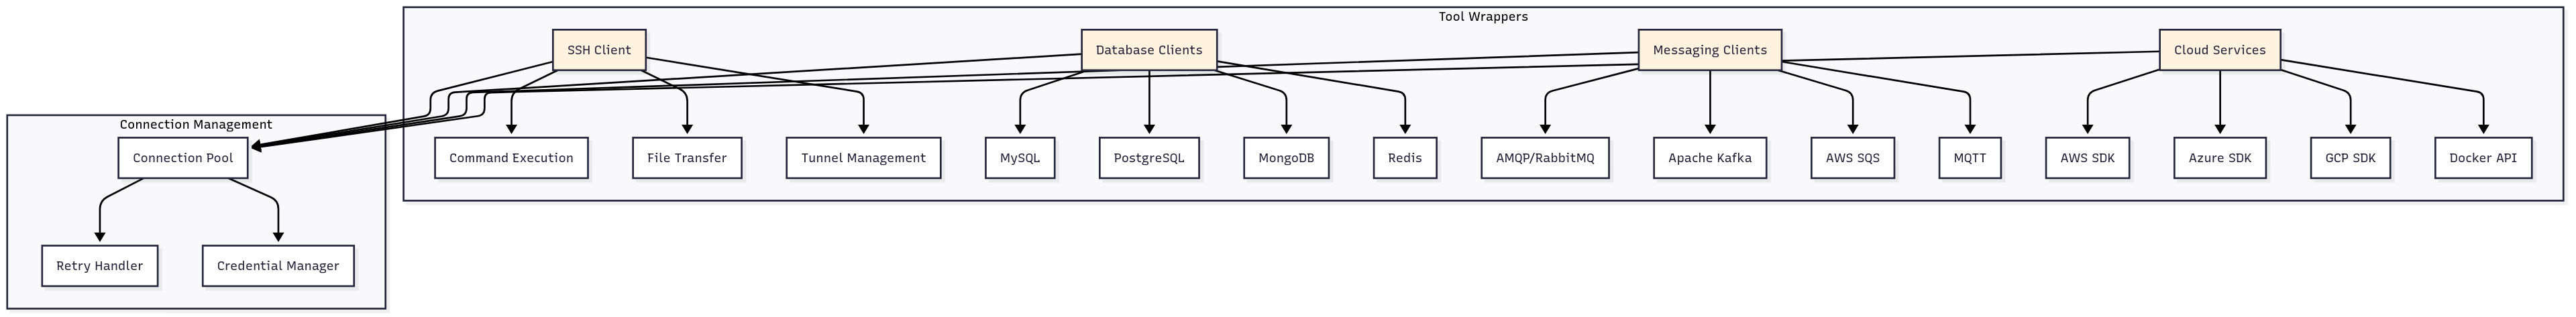 Tool Wrappers
SSH Client
Database Clients
Messaging Clients
Cloud Services
Connection Management
Connection Pool
Command Execution
File Transfer
Tunnel Management
MySQL
PostgreSQL
MongoDB
Redis
AMQP/RabbitMQ
Apache Kafka
AWS SQS
MQTT
AWS SDK
Azure SDK
GCP SDK
Docker API
Retry Handler
Credential Manager